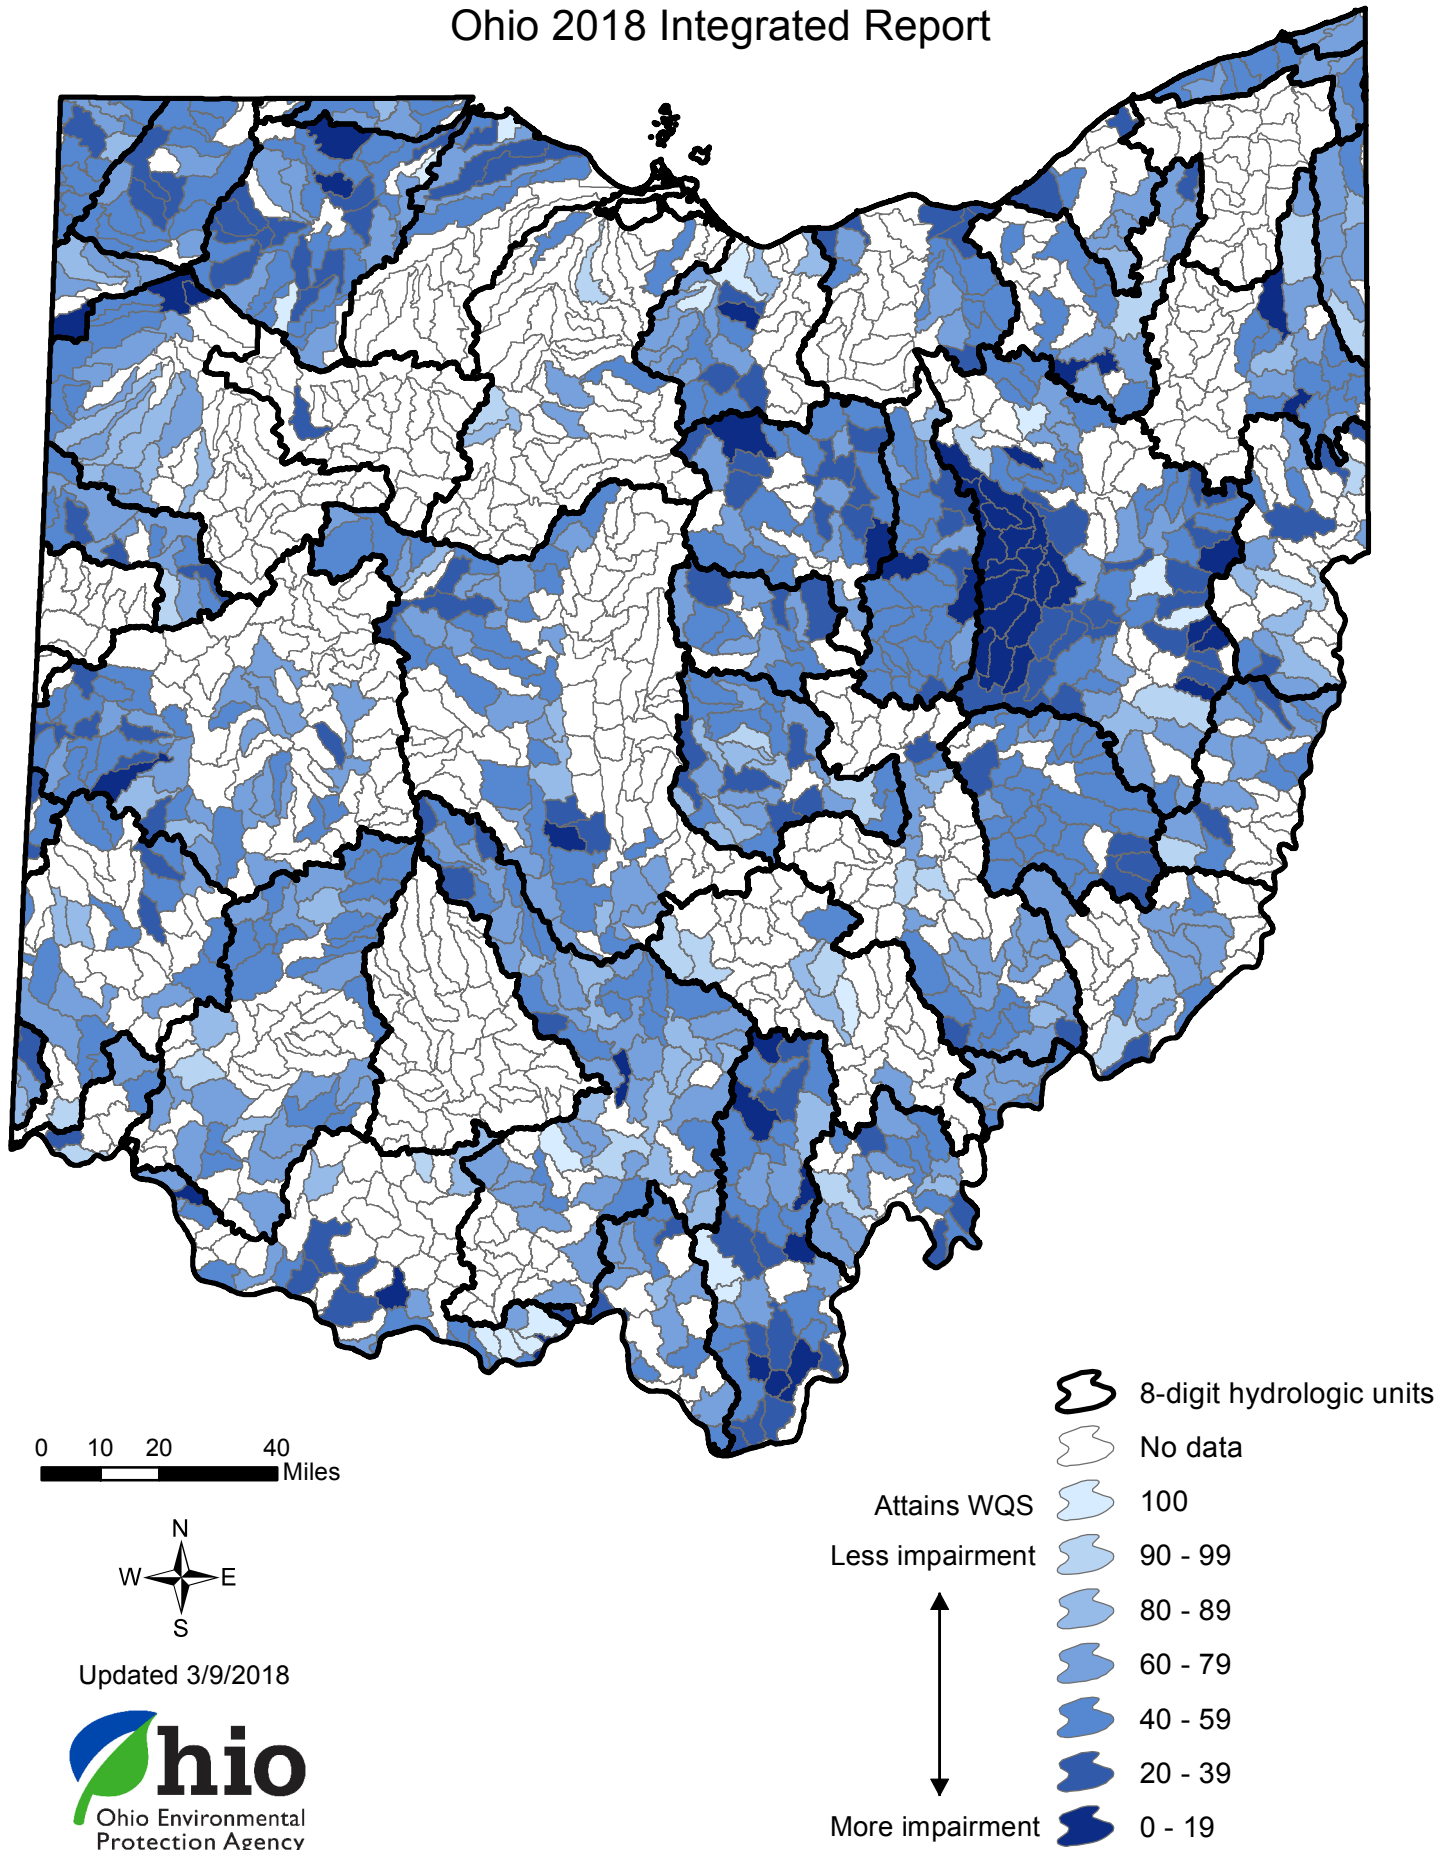 Ohio 2018 Integrated Report
8-digit hydrologic units
No data
Attains WQS 100
Less impairment 90 - 99
80 - 89
60 - 79
40 - 59
20 - 39
More impairment 0 - 19
0 10 20 40
Miles
N
W E
S
Updated 3/9/2018
Ohio
Ohio Environmental
Protection Agency